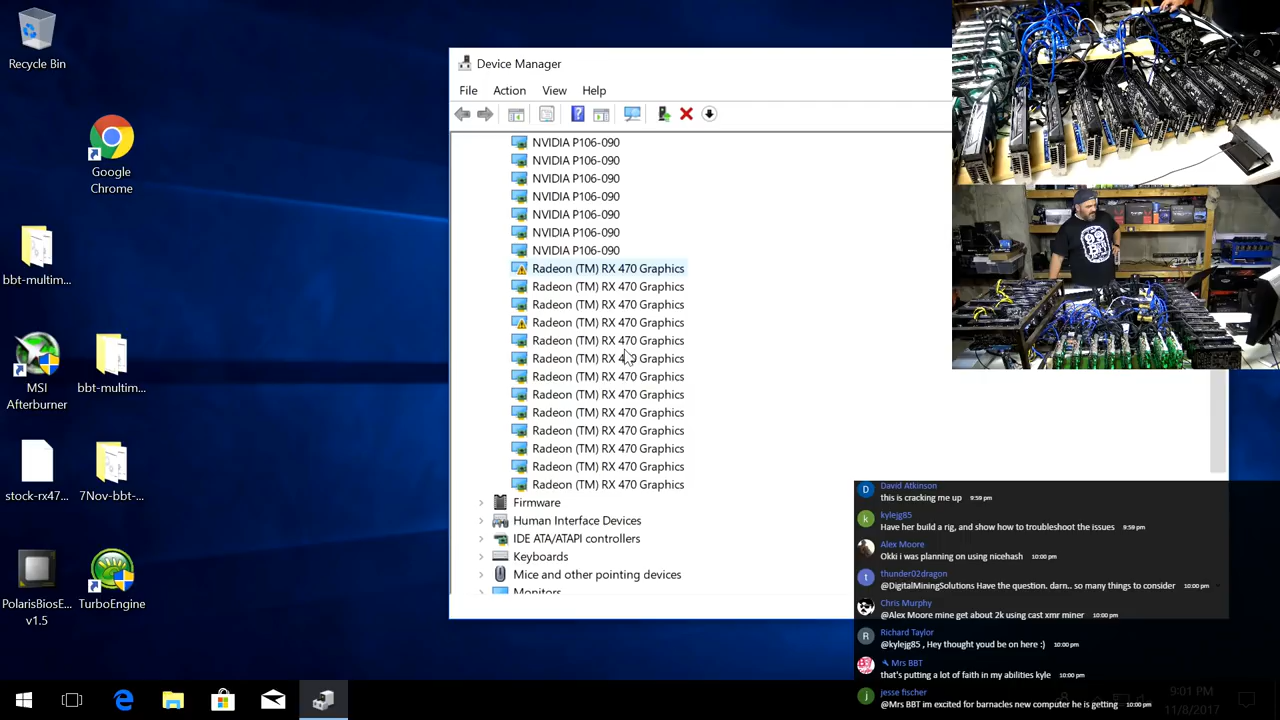 Recycle Bin
Google
Chrome
bbt-multim...
MSI
Afterburner
bbt-multim...
stock-rx47...
7Nov-bbt-...
PolarisBiosE...
v1.5
TurboEngine
Device Manager
File Action View Help
NVIDIA P106-090
NVIDIA P106-090
NVIDIA P106-090
NVIDIA P106-090
NVIDIA P106-090
NVIDIA P106-090
NVIDIA P106-090
Radeon (TM) RX 470 Graphics
Radeon (TM) RX 470 Graphics
Radeon (TM) RX 470 Graphics
Radeon (TM) RX 470 Graphics
Radeon (TM) RX 470 Graphics
Radeon (TM) RX 470 Graphics
Radeon (TM) RX 470 Graphics
Radeon (TM) RX 470 Graphics
Radeon (TM) RX 470 Graphics
Radeon (TM) RX 470 Graphics
Radeon (TM) RX 470 Graphics
Radeon (TM) RX 470 Graphics
Radeon (TM) RX 470 Graphics
Firmware
Human Interface Devices
IDE ATA/ATAPI controllers
Keyboards
Mice and other pointing devices
Monitors
D David Atkinson
this is cracking me up 9:59 pm
k kylejg85
Have her build a rig, and show how to troubleshoot the issues 9:59 pm
Alex Moore
Okki i was planning on using nicehash 10:00 pm
t thunder02dragon
@DigitalMiningSolutions Have the question. darn.. so many things to consider 10:00 pm
Chris Murphy
@Alex Moore mine get about 2k using cast xmr miner 10:00 pm
R Richard Taylor
@kylejg85 , Hey thought youd be on here :) 10:00 pm
Mrs BBT
that's putting a lot of faith in my abilities kyle 10:00 pm
j jesse fischer
@Mrs BBT im excited for barnacles new computer he is getting 10:00 pm
9:01 PM
11/8/2017